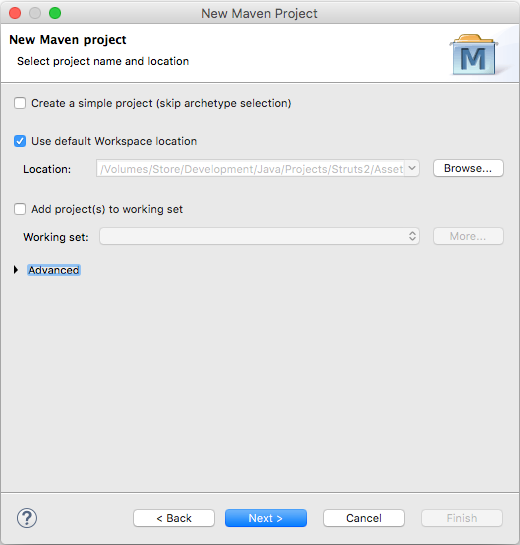 New Maven Project
New Maven project
Select project name and location
M
Create a simple project (skip archetype selection)
Use default Workspace location
Location: /Volumes/Store/Development/Java/Projects/Struts2/Asset Browse...
Add project(s) to working set
Working set: More...
Advanced
? < Back Next > Cancel Finish